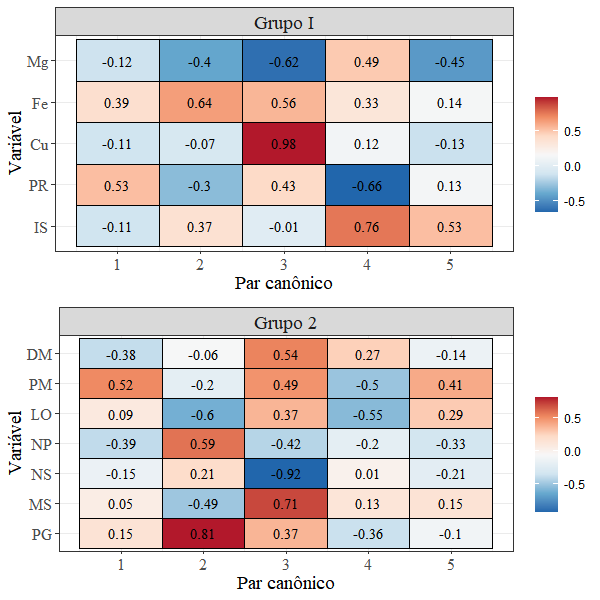 Grupo I
Variável
Mg -0.12 -0.4 -0.62 0.49 -0.45
Fe 0.39 0.64 0.56 0.33 0.14
Cu -0.11 -0.07 0.98 0.12 -0.13
PR 0.53 -0.3 0.43 -0.66 0.13
IS -0.11 0.37 -0.01 0.76 0.53
1 2 3 4 5
Par canônico
0.5
0.0
-0.5
Grupo 2
Variável
DM -0.38 -0.06 0.54 0.27 -0.14
PM 0.52 -0.2 0.49 -0.5 0.41
LO 0.09 -0.6 0.37 -0.55 0.29
NP -0.39 0.59 -0.42 -0.2 -0.33
NS -0.15 0.21 -0.92 0.01 -0.21
MS 0.05 -0.49 0.71 0.13 0.15
PG 0.15 0.81 0.37 -0.36 -0.1
1 2 3 4 5
Par canônico
0.5
0.0
-0.5